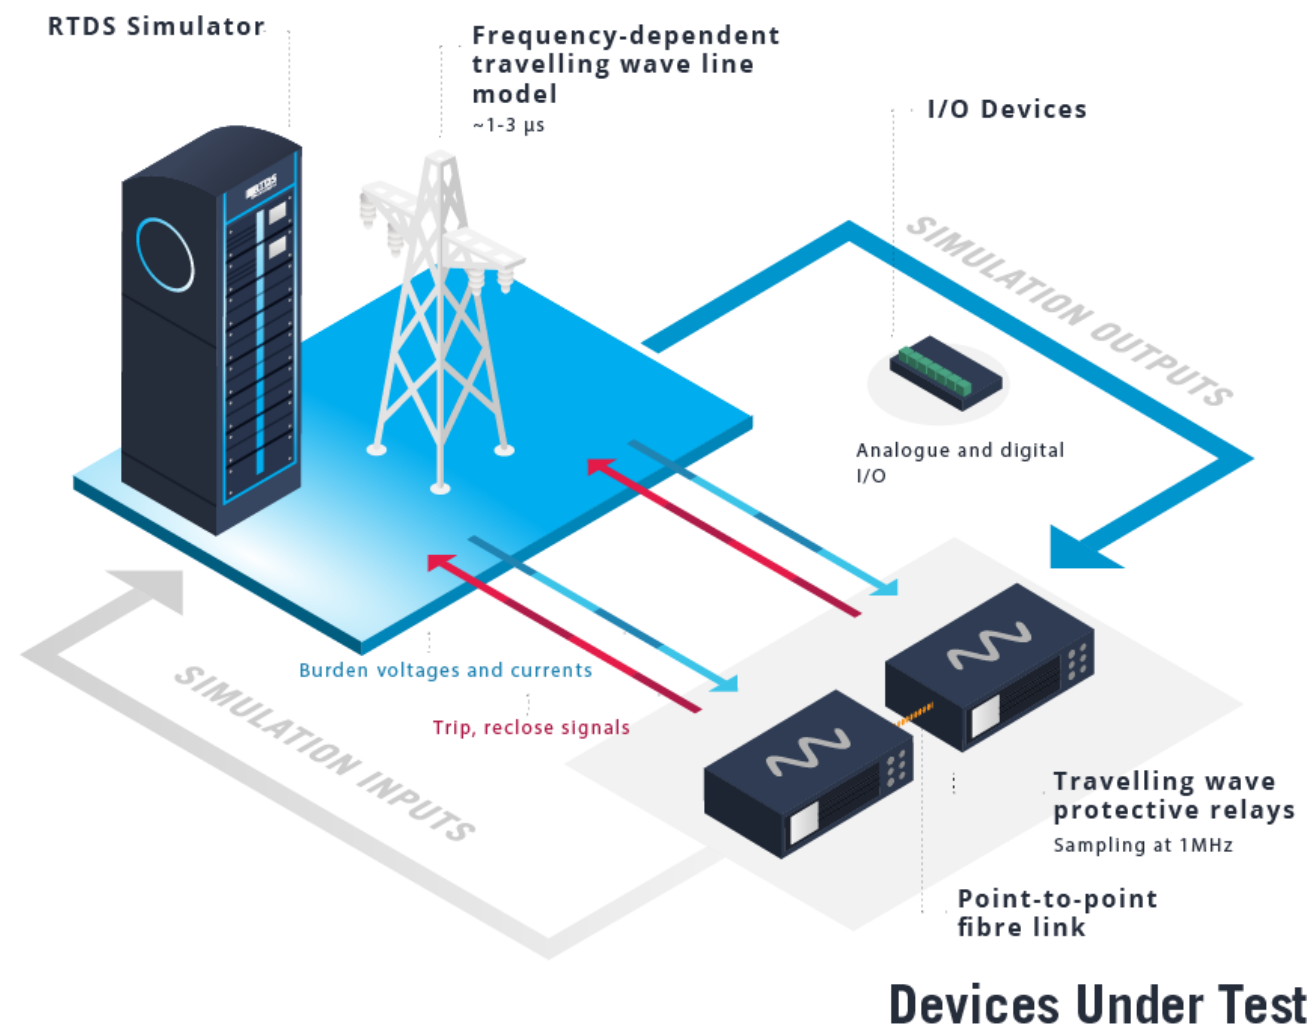 RTDS Simulator
Frequency-dependent
travelling wave line
model
~1-3 µs
I/O Devices
RTDS
SIMULATION OUTPUTS
Analogue and digital
I/O
Burden voltages and currents
Trip, reclose signals
SIMULATION INPUTS
Travelling wave
protective relays
Sampling at 1MHz
Point-to-point
fibre link
Devices Under Test